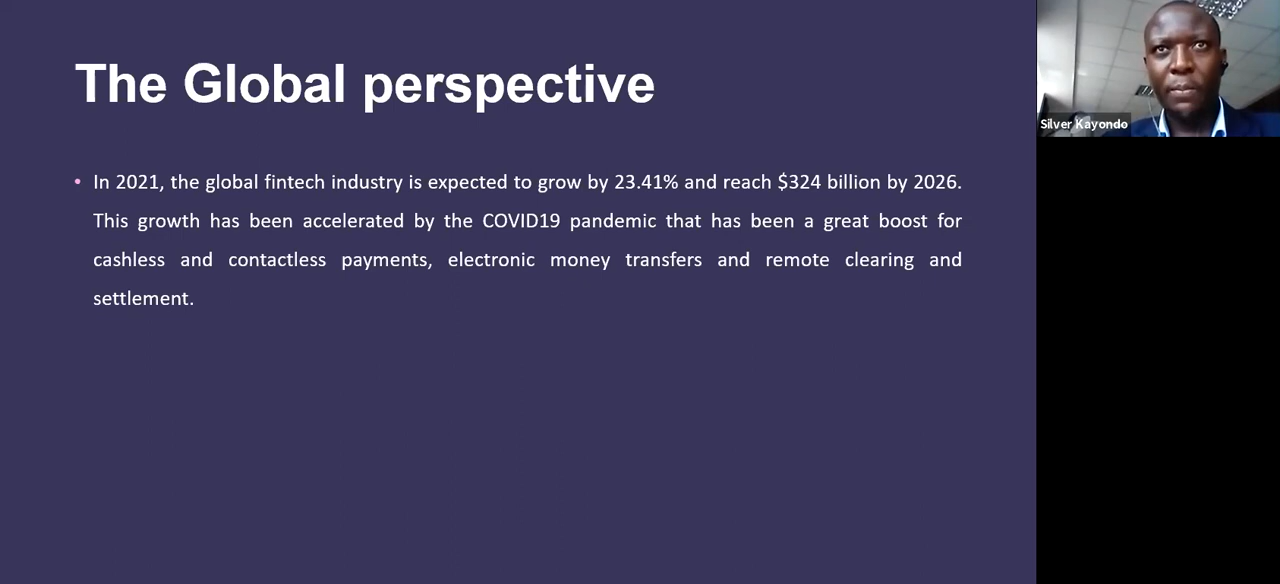 The Global perspective
• In 2021, the global fintech industry is expected to grow by 23.41% and reach $324 billion by 2026.
This growth has been accelerated by the COVID19 pandemic that has been a great boost for
cashless and contactless payments, electronic money transfers and remote clearing and
settlement.
Silver Kayondo